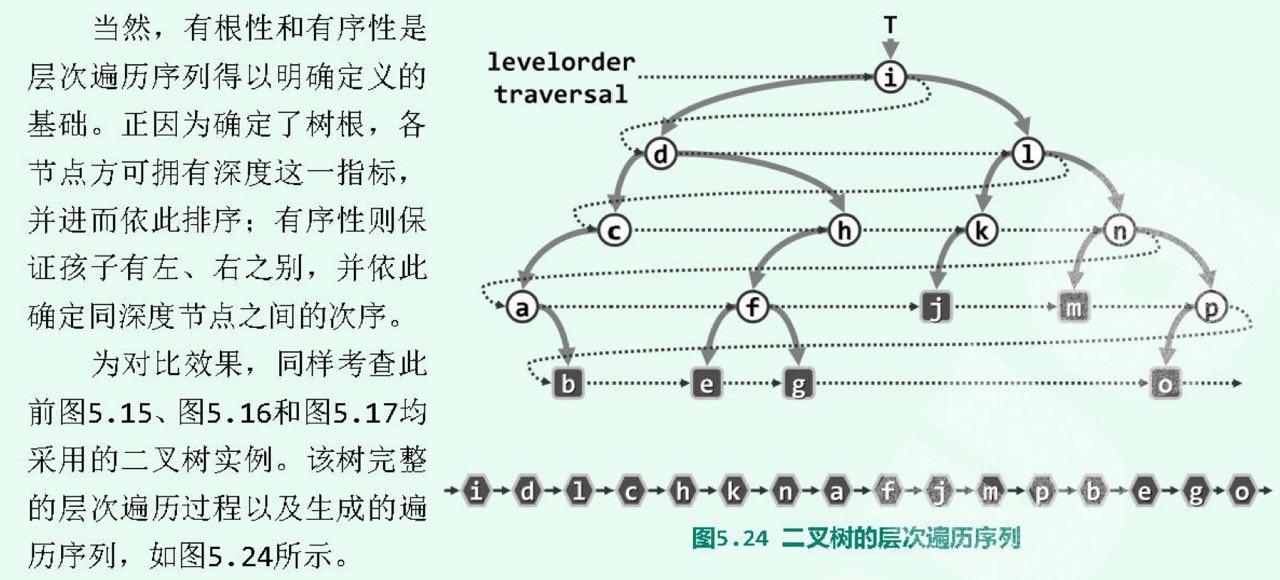 当然，有根性和有序性是
层次遍历序列得以明确定义的
基础。正因为确定了树根，各
节点方可拥有深度这一指标，
并进而依此排序；有序性则保
证孩子有左、右之别，并依此
确定同深度节点之间的次序。
为对比效果，同样考查此
前图5.15、图5.16和图5.17均
采用的二叉树实例。该树完整
的层次遍历过程以及生成的遍
历序列，如图5.24所示。
T
levelorder
traversal
i
d l
c h k n
a f j m p
b e g o
i d l c h k n a f j m p b e g o
图5.24 二叉树的层次遍历序列